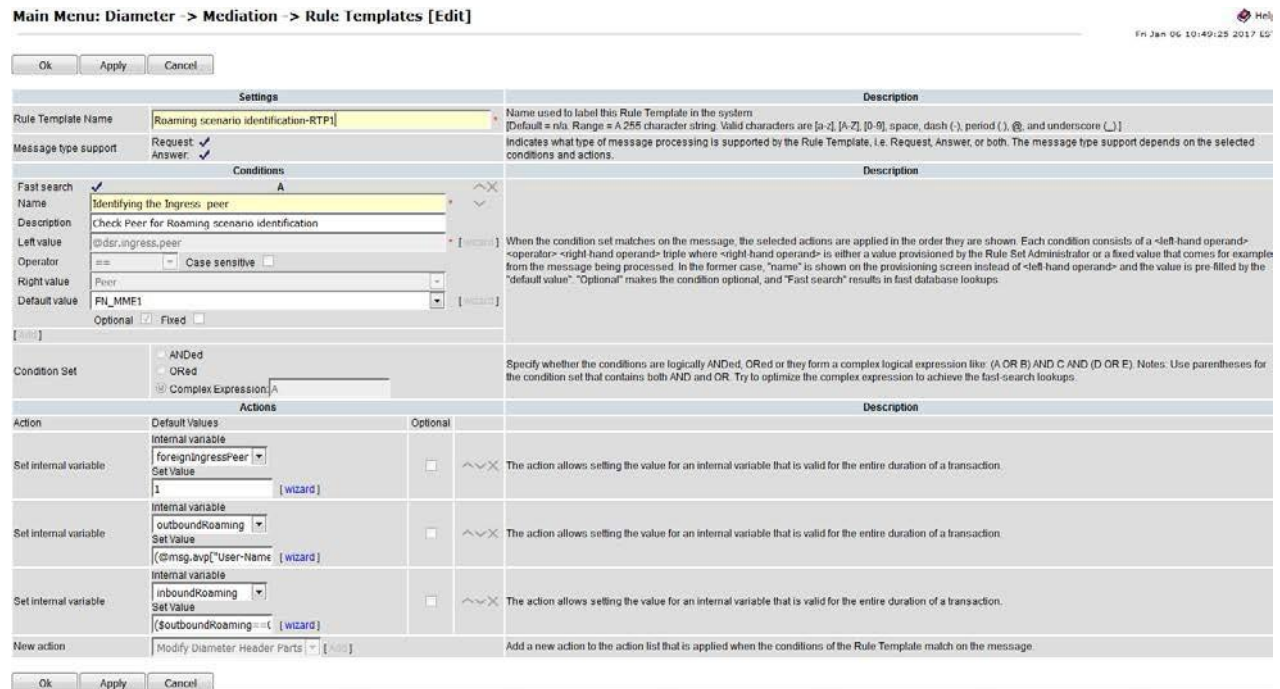 Main Menu: Diameter -> Mediation -> Rule Templates [Edit]
Help
Fri Jan 06 10:49:25 2017 EST
Ok Apply Cancel
Settings Description
Rule Template Name Roaming scenario identification-RTP1 * Name used to label this Rule Template in the system
[Default = n/a. Range = A 255 character string. Valid characters are [a-z], [A-Z], [0-9], space, dash (-), period (.), @, and underscore (_).]
Message type support Request: Answer: Indicates what type of message processing is supported by the Rule Template, i.e. Request, Answer, or both. The message type support depends on the selected
conditions and actions.
Conditions Description
Fast search A
Name Identifying the Ingress peer *
Description Check Peer for Roaming scenario identification
Left value @dsr.ingress.peer * [wizard]
Operator == Case sensitive
Right value Peer
Default value FN_MME1 [wizard]
Optional Fixed
[Add]
When the condition set matches on the message, the selected actions are applied in the order they are shown. Each condition consists of a <left-hand operand>
<operator> <right-hand operand> triple where <right-hand operand> is either a value provisioned by the Rule Set Administrator or a fixed value that comes for example
from the message being processed. In the former case, "name" is shown on the provisioning screen instead of <left-hand operand> and the value is pre-filled by the
"default value". "Optional" makes the condition optional, and "Fast search" results in fast database lookups.
Condition Set
ANDed
ORed
Complex Expression: A
Specify whether the conditions are logically ANDed, ORed or they form a complex logical expression like: (A OR B) AND C AND (D OR E). Notes: Use parentheses for
the condition set that contains both AND and OR. Try to optimize the complex expression to achieve the fast-search lookups.
Actions Description
Action Default Values Optional
Set internal variable
Internal variable
foreignIngressPeer
Set Value
1 [wizard]
The action allows setting the value for an internal variable that is valid for the entire duration of a transaction.
Set internal variable
Internal variable
outboundRoaming
Set Value
(@msg.avp["User-Name [wizard]
The action allows setting the value for an internal variable that is valid for the entire duration of a transaction.
Set internal variable
Internal variable
inboundRoaming
Set Value
($outboundRoaming==( [wizard]
The action allows setting the value for an internal variable that is valid for the entire duration of a transaction.
New action Modify Diameter Header Parts [Add] Add a new action to the action list that is applied when the conditions of the Rule Template match on the message.
Ok Apply Cancel